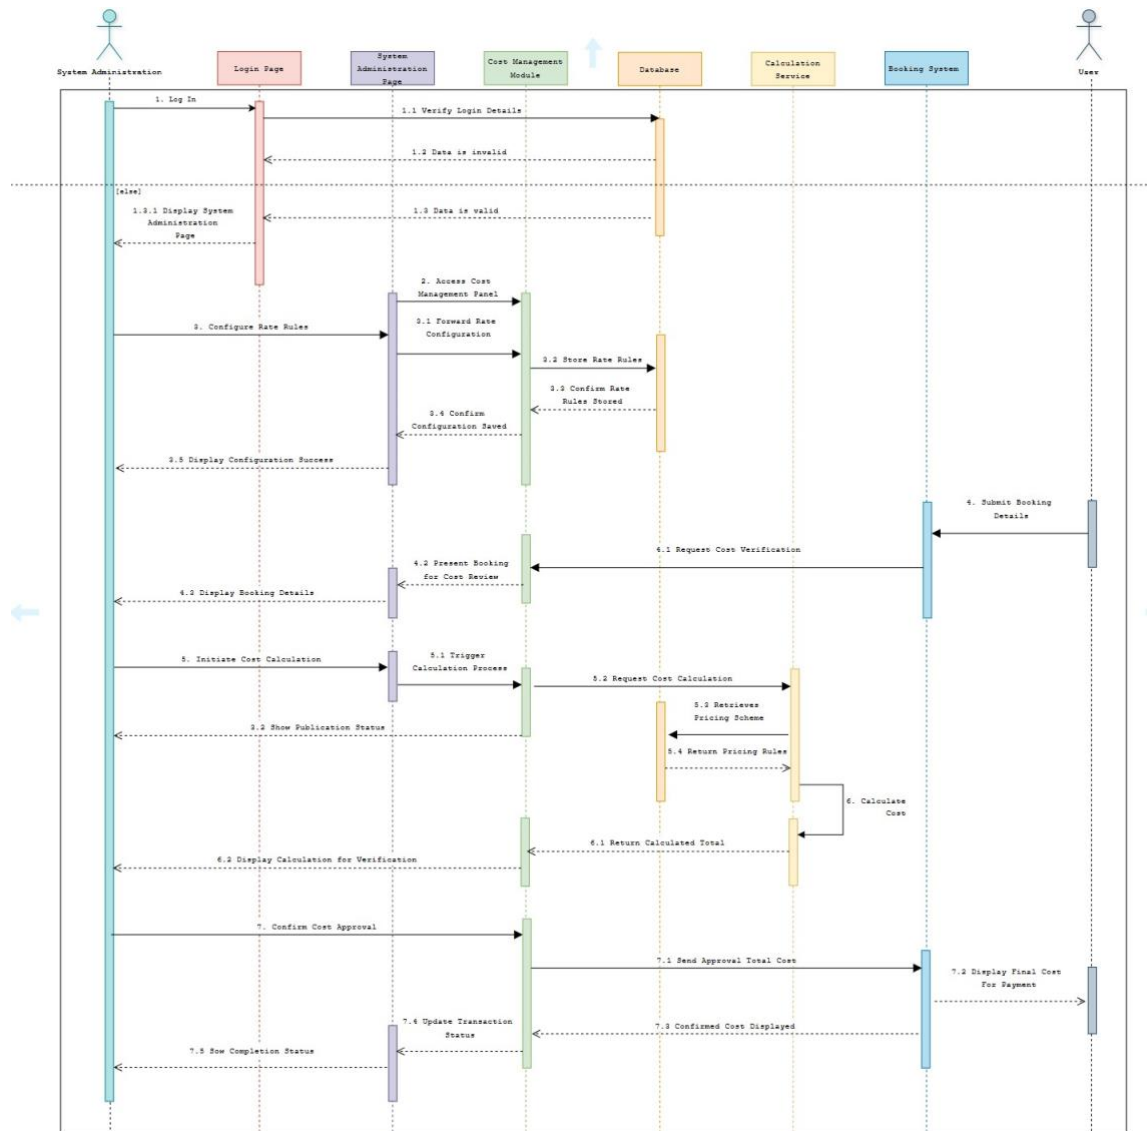 System
Administration
Page
Cost Management
Module
Calculation
Service
Login Page
Database
Booking System
System Administration
User
1. Log In
1.1 Verify Login Details
1.2 Data is invalid
[else]
1.3.1 Display System
Administration
Page
1.3 Data is valid
2. Access Cost
Management Panel
3. Configure Rate Rules
3.1 Forward Rate
Configuration
3.2 Store Rate Rules
3.3 Confirm Rate
Rules Stored
3.4 Confirm
Configuration Saved
3.5 Display Configuration Success
4. Submit Booking
Details
4.1 Request Cost Verification
4.2 Present Booking
for Cost Review
4.3 Display Booking Details
5. Initiate Cost Calculation
5.1 Trigger
Calculation Process
5.2 Request Cost Calculation
5.3 Retrieves
Pricing Scheme
3.2 Show Publication Status
5.4 Return Pricing Rules
6. Calculate
Cost
6.1 Return Calculated Total
6.2 Display Calculation for Verification
7. Confirm Cost Approval
7.1 Send Approval Total Cost
7.2 Display Final Cost
For Payment
7.3 Confirmed Cost Displayed
7.4 Update Transaction
Status
7.5 Sow Completion Status